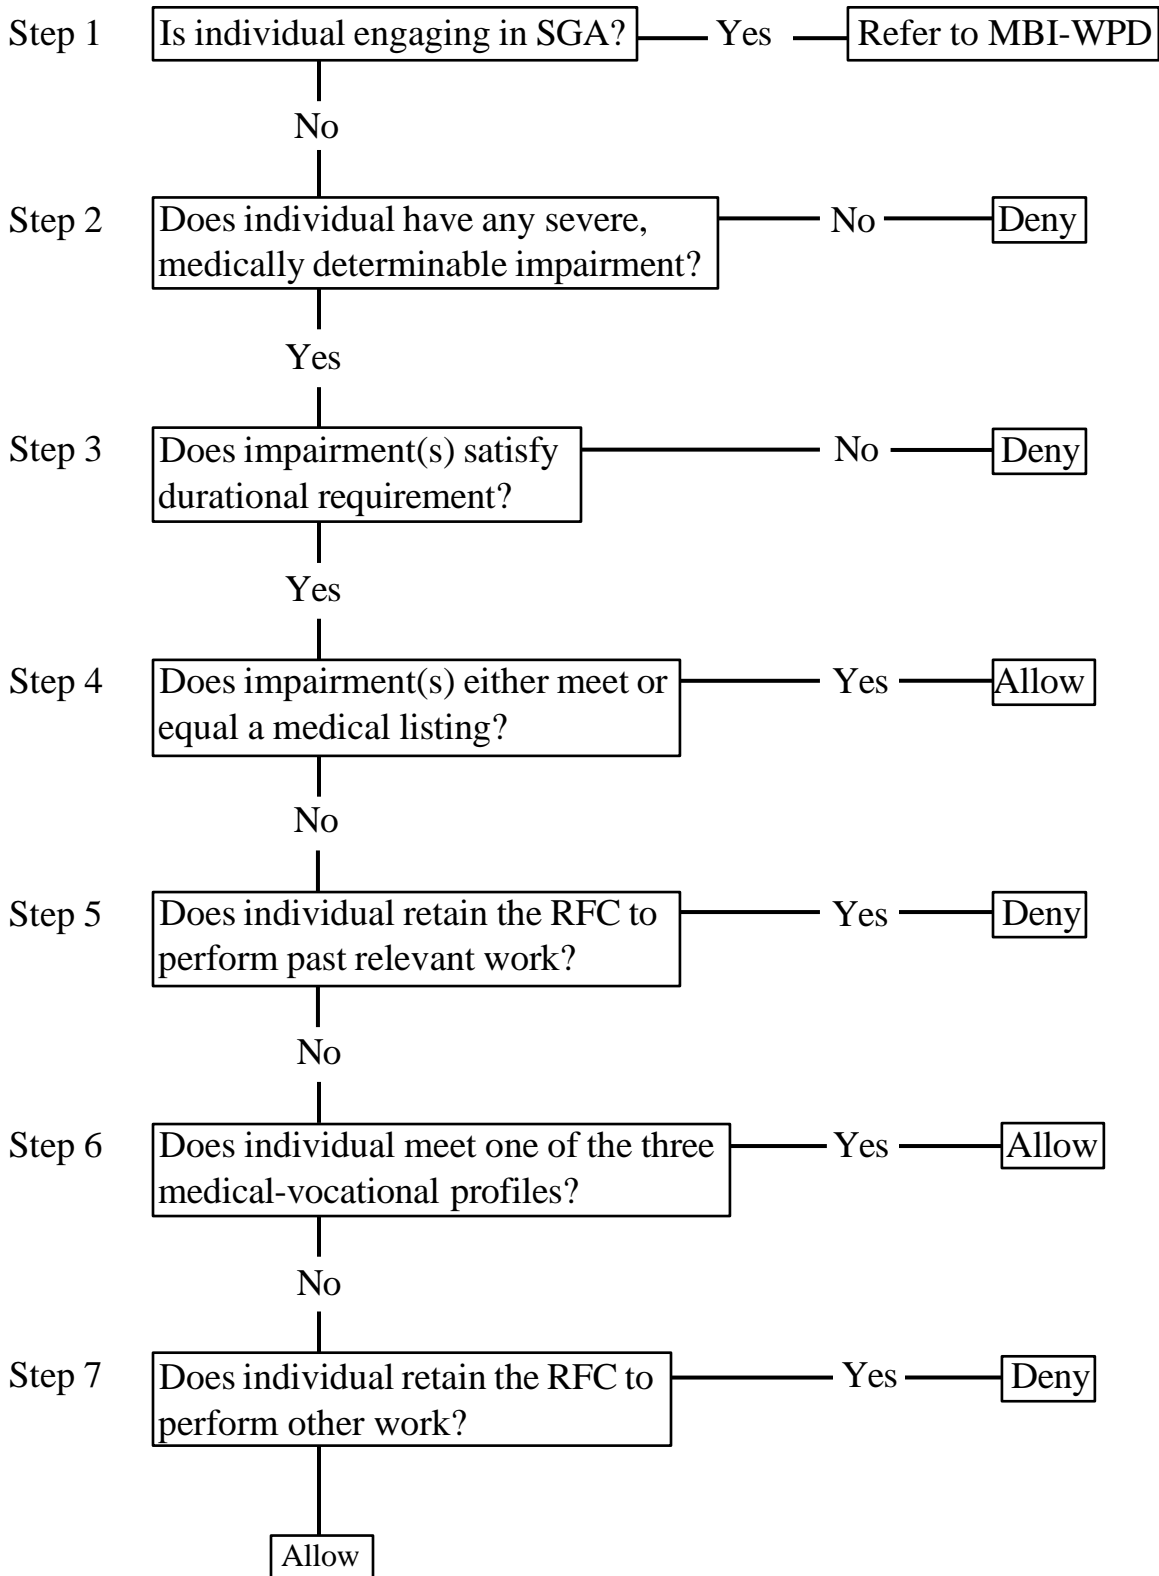 Step 1 Is individual engaging in SGA? Yes Refer to MBI-WPD
No
Step 2 Does individual have any severe, No Deny
medically determinable impairment?
Yes
Step 3 Does impairment(s) satisfy No Deny
durational requirement?
Yes
Step 4 Does impairment(s) either meet or Yes Allow
equal a medical listing?
No
Step 5 Does individual retain the RFC to Yes Deny
perform past relevant work?
No
Step 6 Does individual meet one of the three Yes Allow
medical-vocational profiles?
No
Step 7 Does individual retain the RFC to Yes Deny
perform other work?
Allow